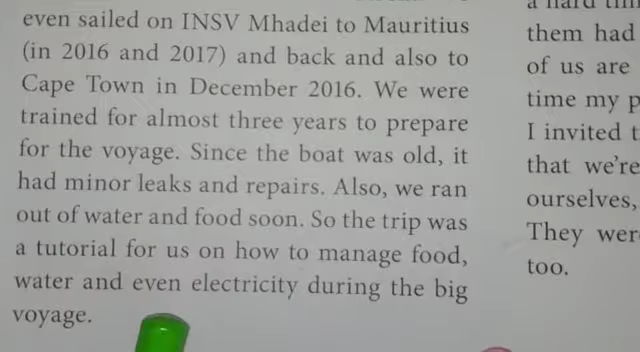 even sailed on INSV Mhadei to Mauritius
(in 2016 and 2017) and back and also to
Cape Town in December 2016. We were
trained for almost three years to prepare
for the voyage. Since the boat was old, it
had minor leaks and repairs. Also, we ran
out of water and food soon. So the trip was
a tutorial for us on how to manage food,
water and even electricity during the big
voyage.
a hard
them had
of us are
time my
I invited
that we're
ourselves,
They
too.